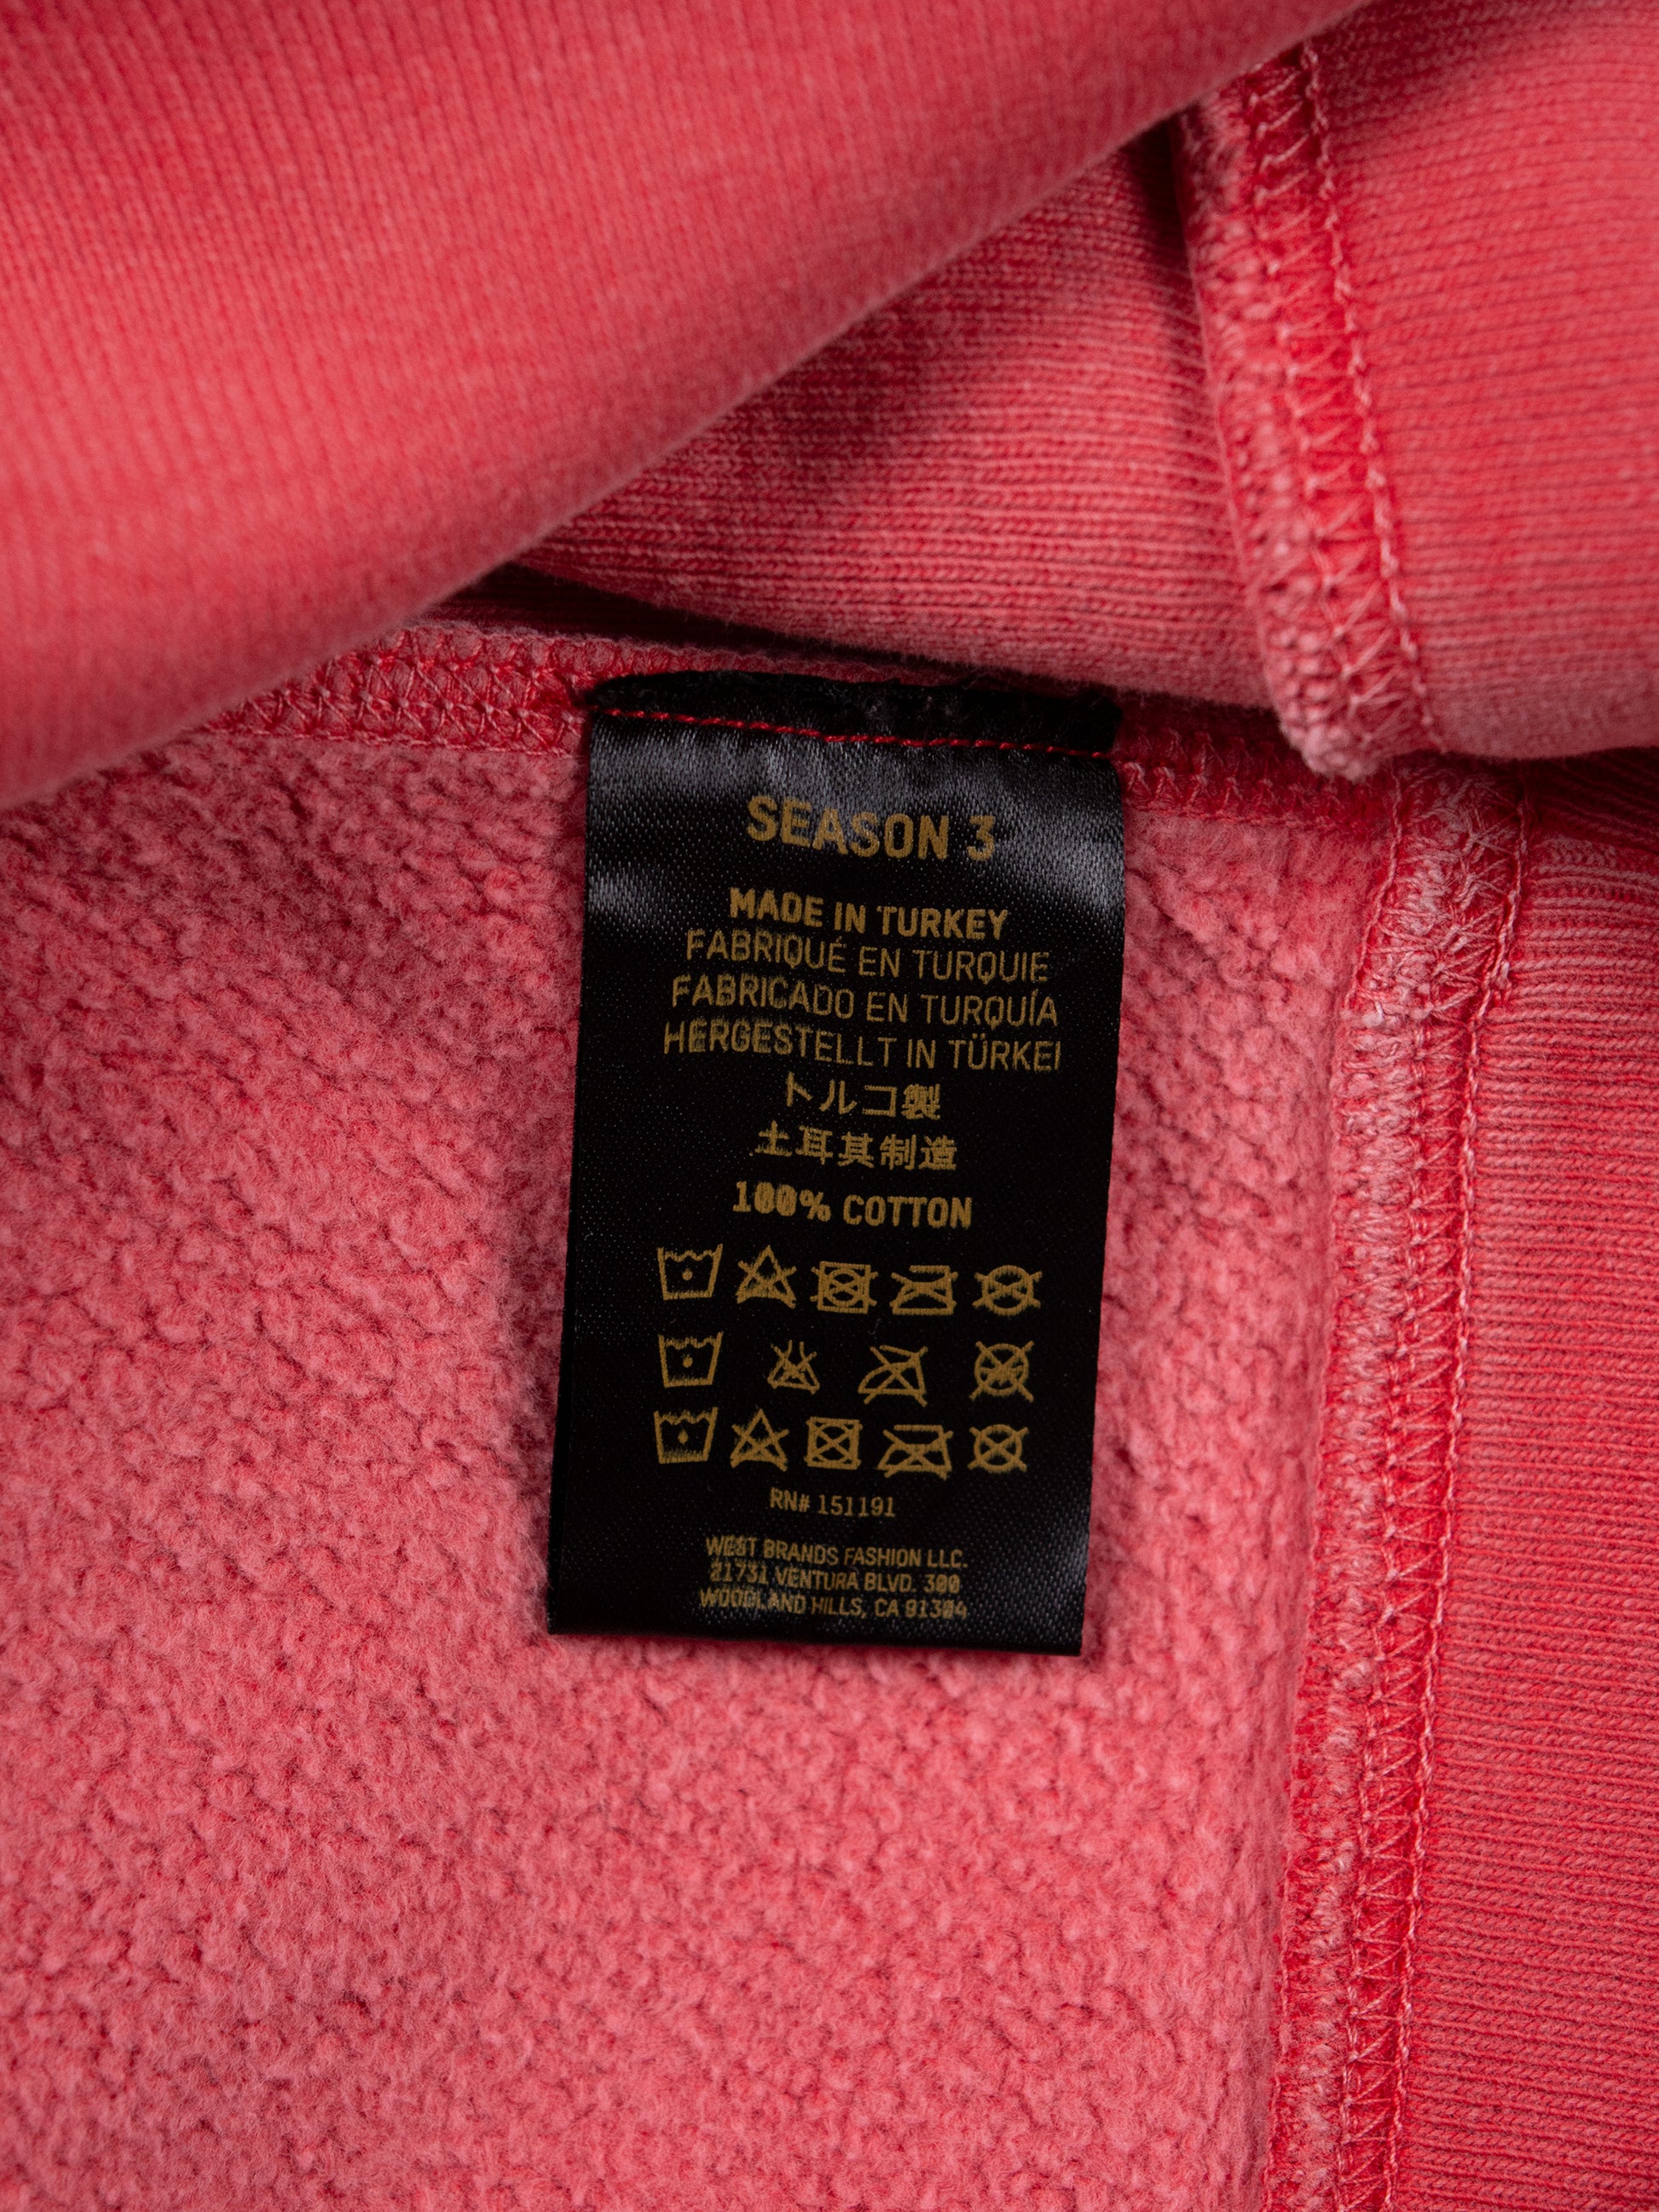 SEASON 3
MADE IN TURKEY
FABRIQUÉ EN TURQUIE
FABRICADO EN TURQUÍA
HERGESTELLT IN TÜRKEI
トルコ製
土耳其制造
100% COTTON
RN# 151191
WEST BRANDS FASHION LLC.
21731 VENTURA BLVD. 300
WOODLAND HILLS, CA 91304